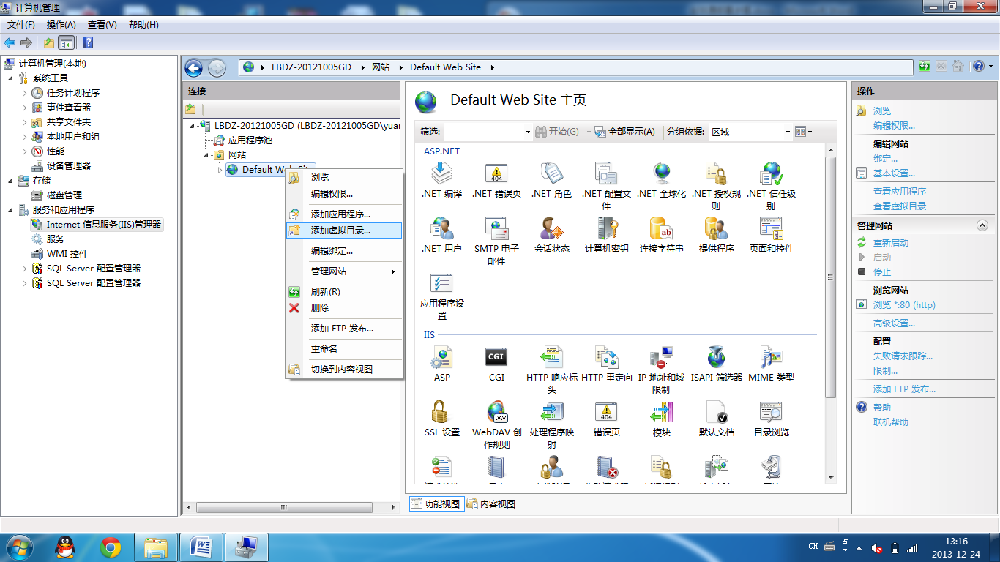 计算机管理
文件(F) 操作(A) 查看(V) 帮助(H)
计算机管理(本地)
系统工具
任务计划程序
事件查看器
共享文件夹
本地用户和组
性能
设备管理器
存储
磁盘管理
服务和应用程序
Internet 信息服务(IIS)管理器
服务
WMI 控件
SQL Server 配置管理器
SQL Server 配置管理器
LBDZ-20121005GD 网站 Default Web Site
连接
LBDZ-20121005GD (LBDZ-20121005GD\yuan
应用程序池
网站
Default Web Site
浏览
编辑权限...
添加应用程序...
添加虚拟目录...
编辑绑定...
管理网站
刷新(R)
删除
添加 FTP 发布...
重命名
切换到内容视图
Default Web Site 主页
筛选: 开始(G) 全部显示(A) 分组依据: 区域
ASP.NET
.NET 编译 .NET 错误页 .NET 角色 .NET 配置文件 .NET 全球化 .NET 授权规则 .NET 信任级别
.NET 用户 SMTP 电子邮件 会话状态 计算机密钥 连接字符串 提供程序 页面和控件
应用程序设置
IIS
ASP CGI HTTP 响应标头 HTTP 重定向 IP 地址和域限制 ISAPI 筛选器 MIME 类型
SSL 设置 WebDAV 创作规则 处理程序映射 错误页 模块 默认文档 目录浏览
功能视图 内容视图
操作
浏览
编辑权限...
编辑网站
绑定...
基本设置...
查看应用程序
查看虚拟目录
管理网站
重新启动
启动
停止
浏览网站
浏览 *:80 (http)
高级设置...
配置
失败请求跟踪...
限制...
添加 FTP 发布...
帮助
联机帮助
CH
13:16
2013-12-24